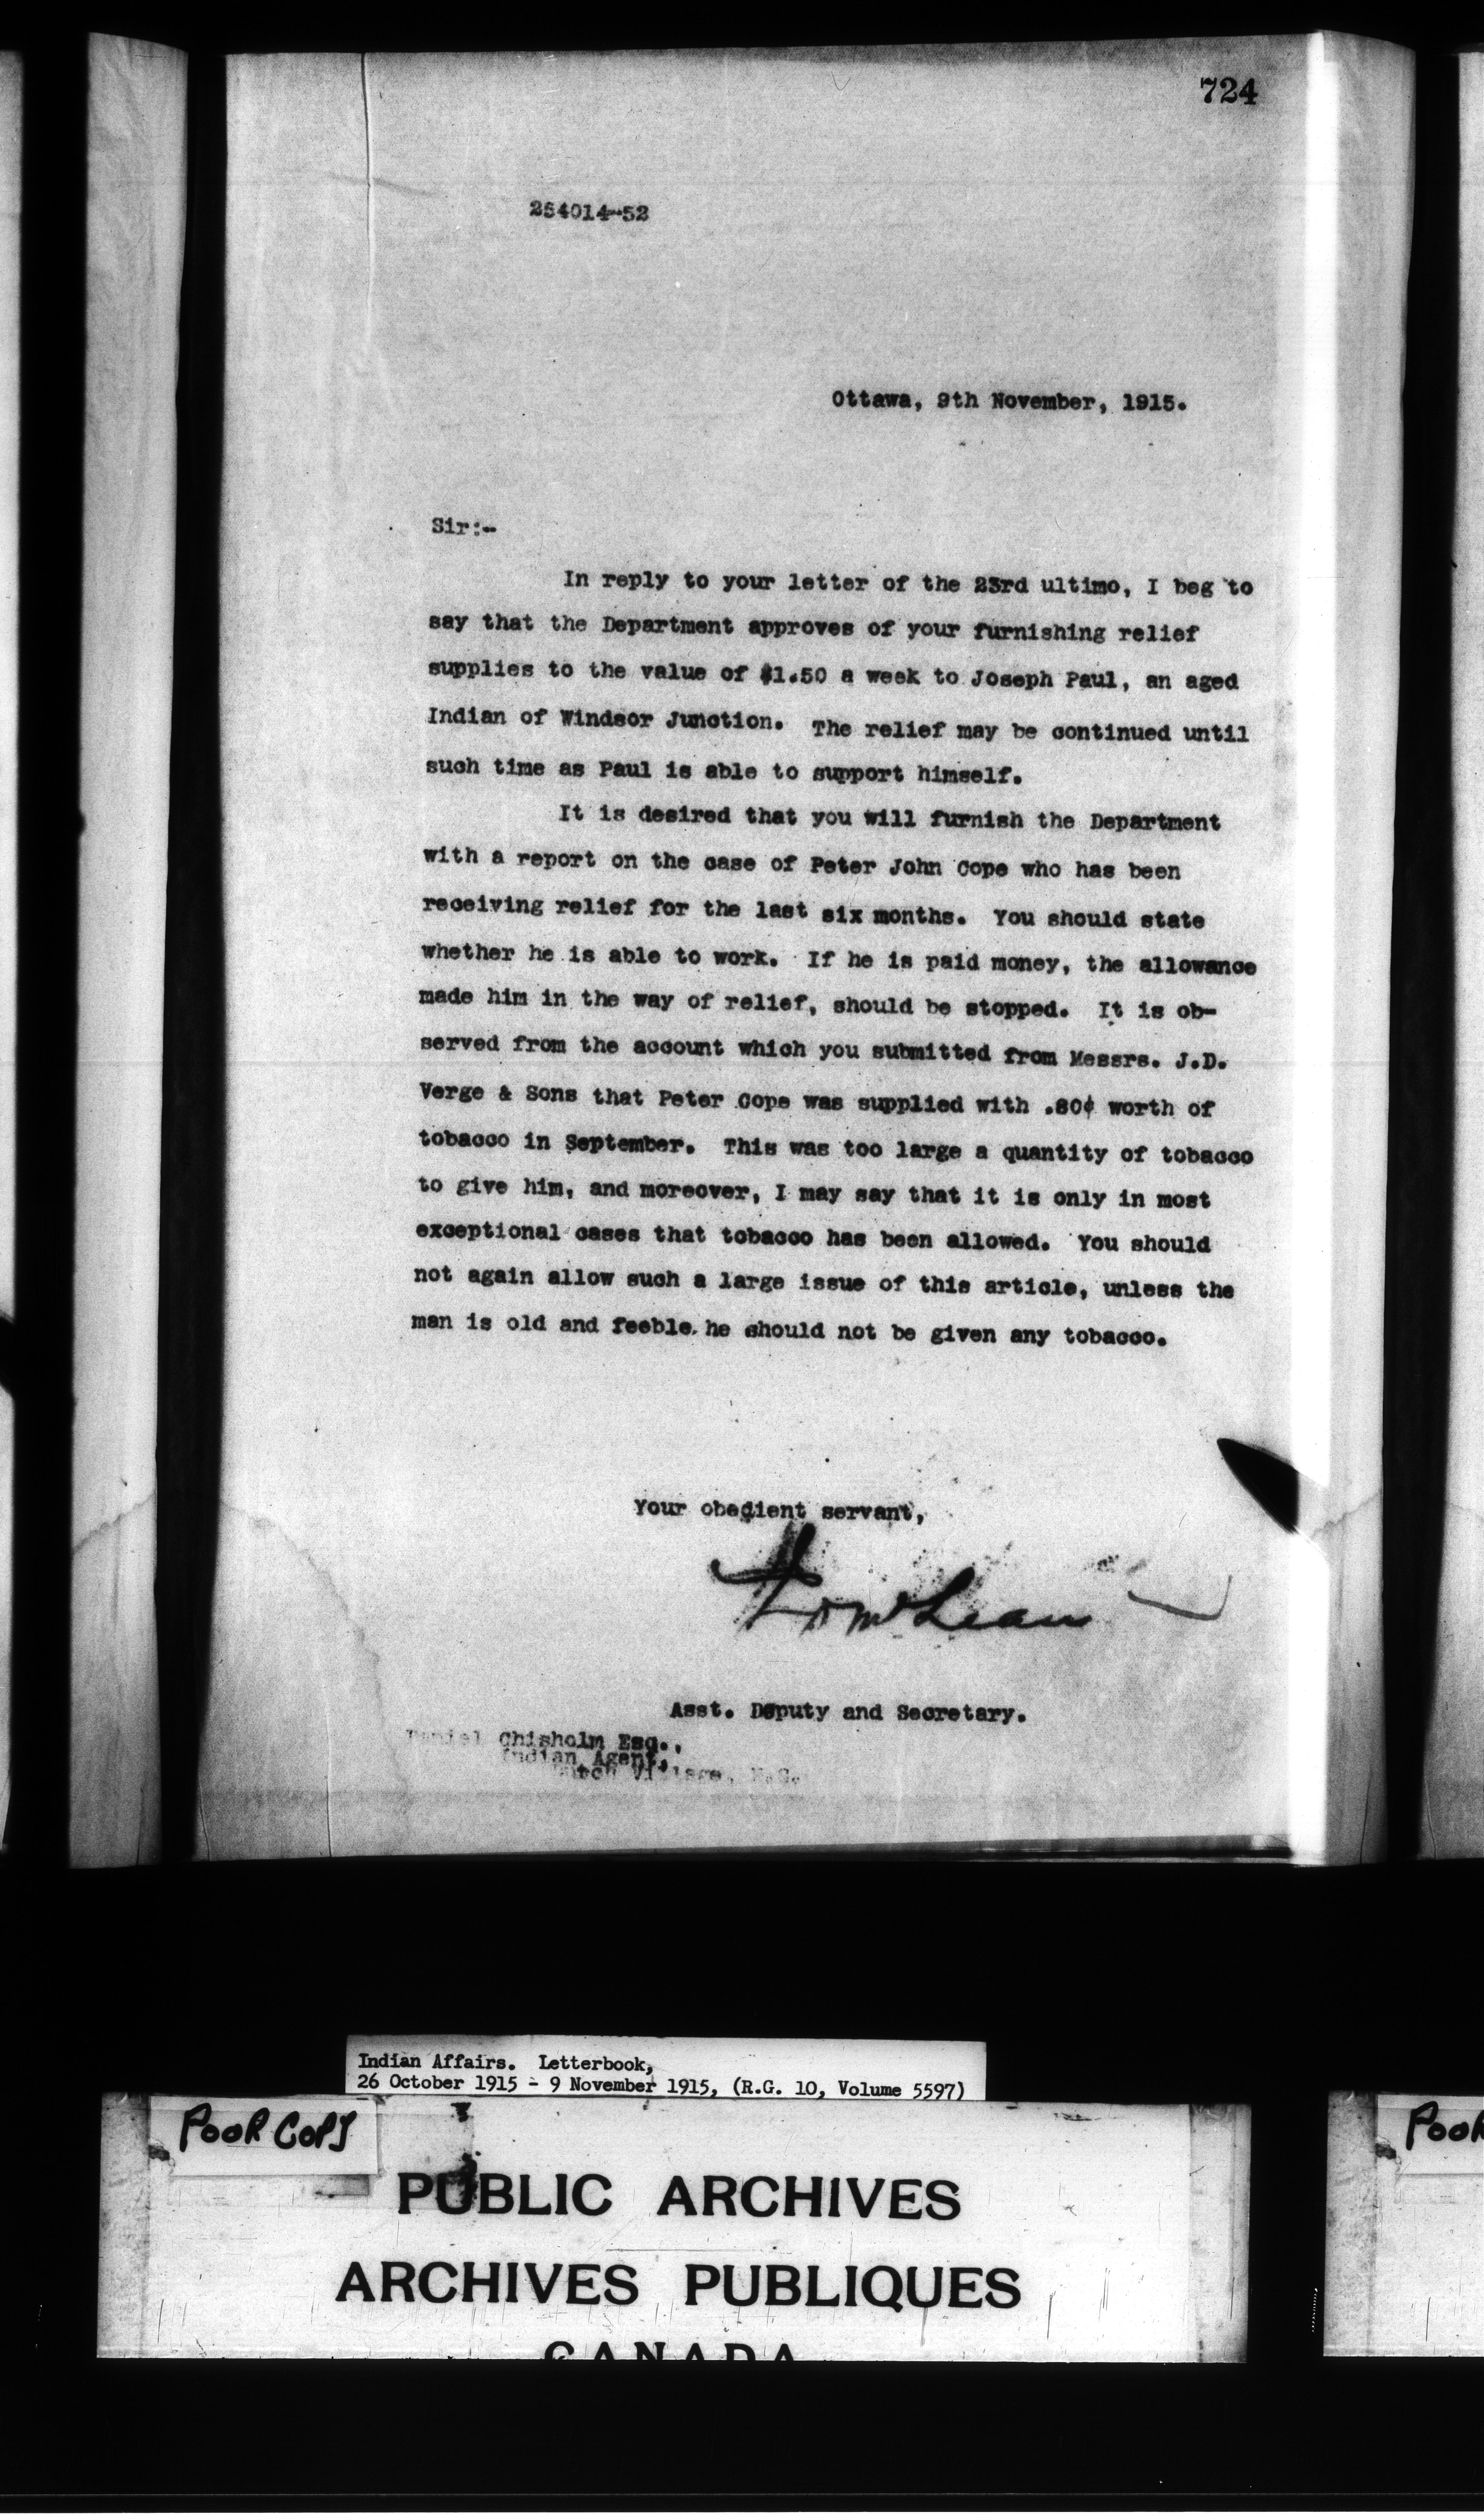 724
254014-52
Ottawa, 9th November, 1915.
Sir:-
In reply to your letter of the 23rd ultimo, I beg to
say that the Department approves of your furnishing relief
supplies to the value of $1.50 a week to Joseph Paul, an aged
Indian of Windsor Junction. The relief may be continued until
such time as Paul is able to support himself.
It is desired that you will furnish the Department
with a report on the case of Peter John Cope who has been
receiving relief for the last six months. You should state
whether he is able to work. If he is paid money, the allowance
made him in the way of relief, should be stopped. It is ob-
served from the account which you submitted from Messrs. J.D.
Verge & Sons that Peter Cope was supplied with .80¢ worth of
tobacco in September. This was too large a quantity of tobacco
to give him, and moreover, I may say that it is only in most
exceptional cases that tobacco has been allowed. You should
not again allow such a large issue of this article, unless the
man is old and feeble he should not be given any tobacco.
Your obedient servant,
Asst. Deputy and Secretary.
Daniel Chisholm Esq.,
Indian Agent,
Dutch Village, N.S.
Indian Affairs. Letterbook,
26 October 1915 - 9 November 1915, (R.G. 10, Volume 5597)
POOR COPY
POOR
PUBLIC ARCHIVES
ARCHIVES PUBLIQUES
CANADA